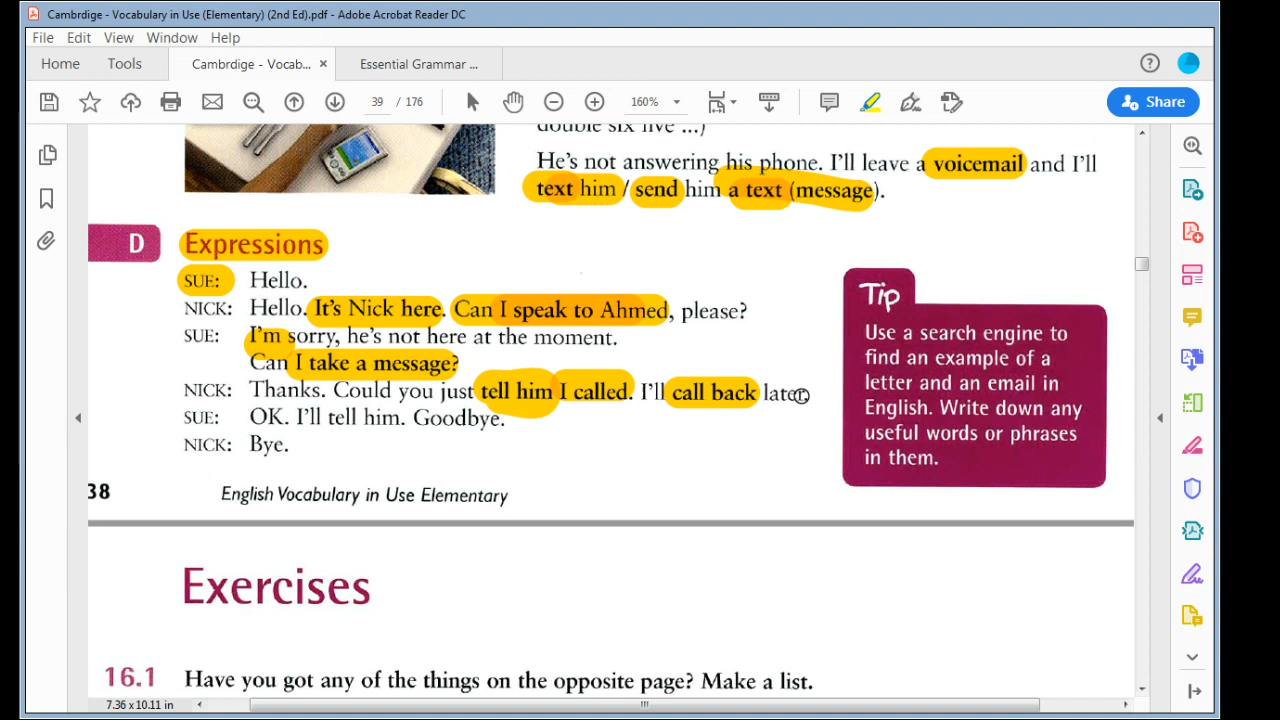 Cambrdige - Vocabulary in Use (Elementary) (2nd Ed).pdf - Adobe Acrobat Reader DC
File Edit View Window Help
Home Tools Cambrdige - Vocab... × Essential Grammar ...
39 / 176 160% Share
double six five ...)
He's not answering his phone. I'll leave a voicemail and I'll
text him / send him a text (message).
D Expressions
SUE: Hello.
NICK: Hello. It's Nick here. Can I speak to Ahmed, please?
SUE: I'm sorry, he's not here at the moment.
Can I take a message?
NICK: Thanks. Could you just tell him I called. I'll call back later.
SUE: OK. I'll tell him. Goodbye.
NICK: Bye.
Tip
Use a search engine to
find an example of a
letter and an email in
English. Write down any
useful words or phrases
in them.
38 English Vocabulary in Use Elementary
Exercises
16.1 Have you got any of the things on the opposite page? Make a list.
7.36 x 10.11 in